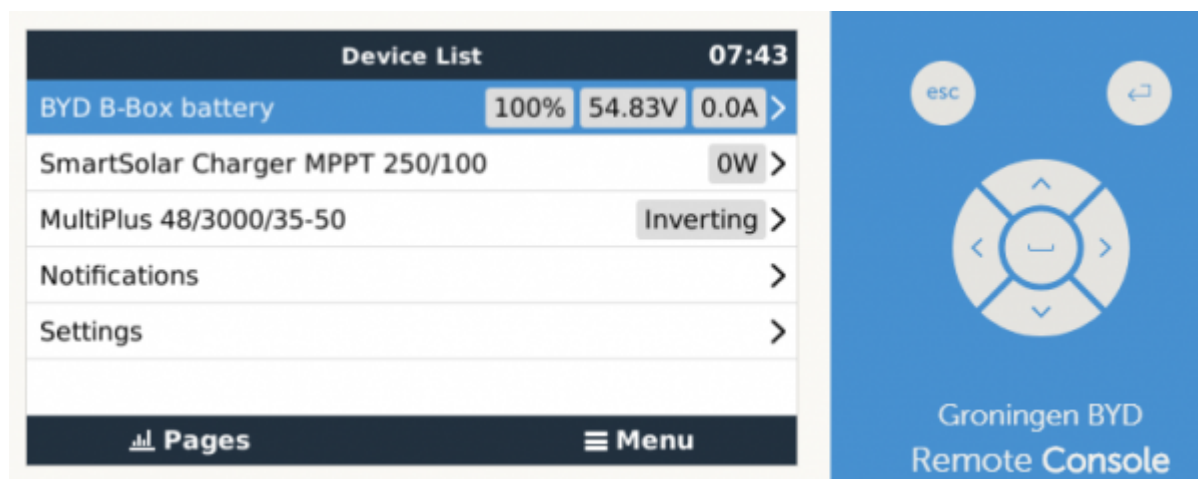 Device List 07:43
BYD B-Box battery 100% 54.83V 0.0A
SmartSolar Charger MPPT 250/100 0W
MultiPlus 48/3000/35-50 Inverting
Notifications
Settings
Pages Menu
esc
Groningen BYD
Remote Console